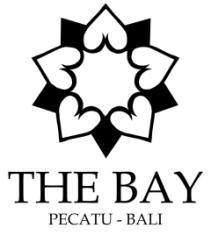 THE BAY
PECATU - BALI